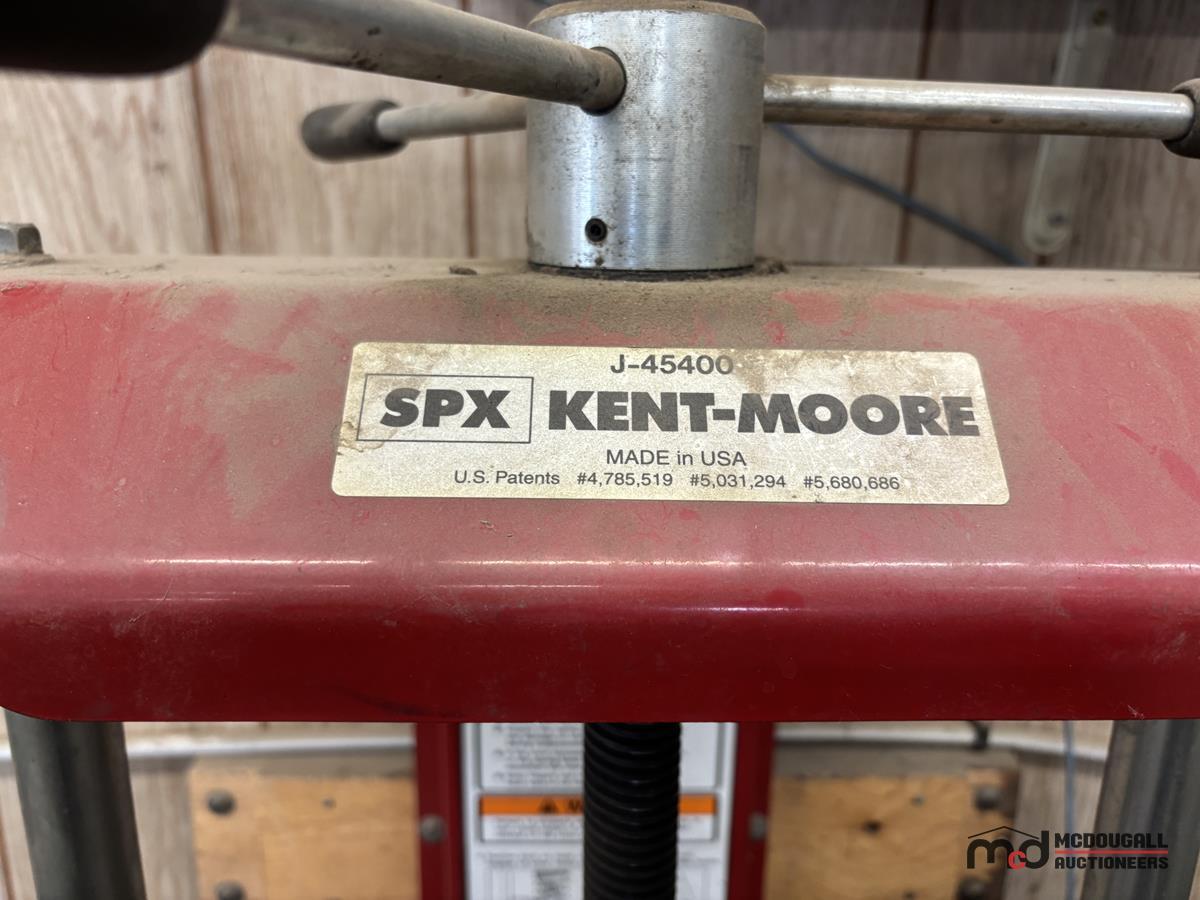 J-45400
SPX KENT-MOORE
MADE in USA
U.S. Patents #4,785,519 #5,031,294 #5,680,686
mcd MCDOUGALL
AUCTIONEERS